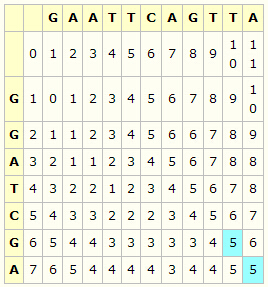 G A A T T C A G T T A
0 1 2 3 4 5 6 7 8 9 10 11
G 1 0 1 2 3 4 5 6 7 8 9 10
G 2 1 1 2 3 4 5 6 6 7 8 9
A 3 2 1 1 2 3 4 5 6 7 8 8
T 4 3 2 2 1 2 3 4 5 6 7 8
C 5 4 3 3 2 2 2 3 4 5 6 7
G 6 5 4 4 3 3 3 3 3 4 5 6
A 7 6 5 4 4 4 4 3 4 4 5 5